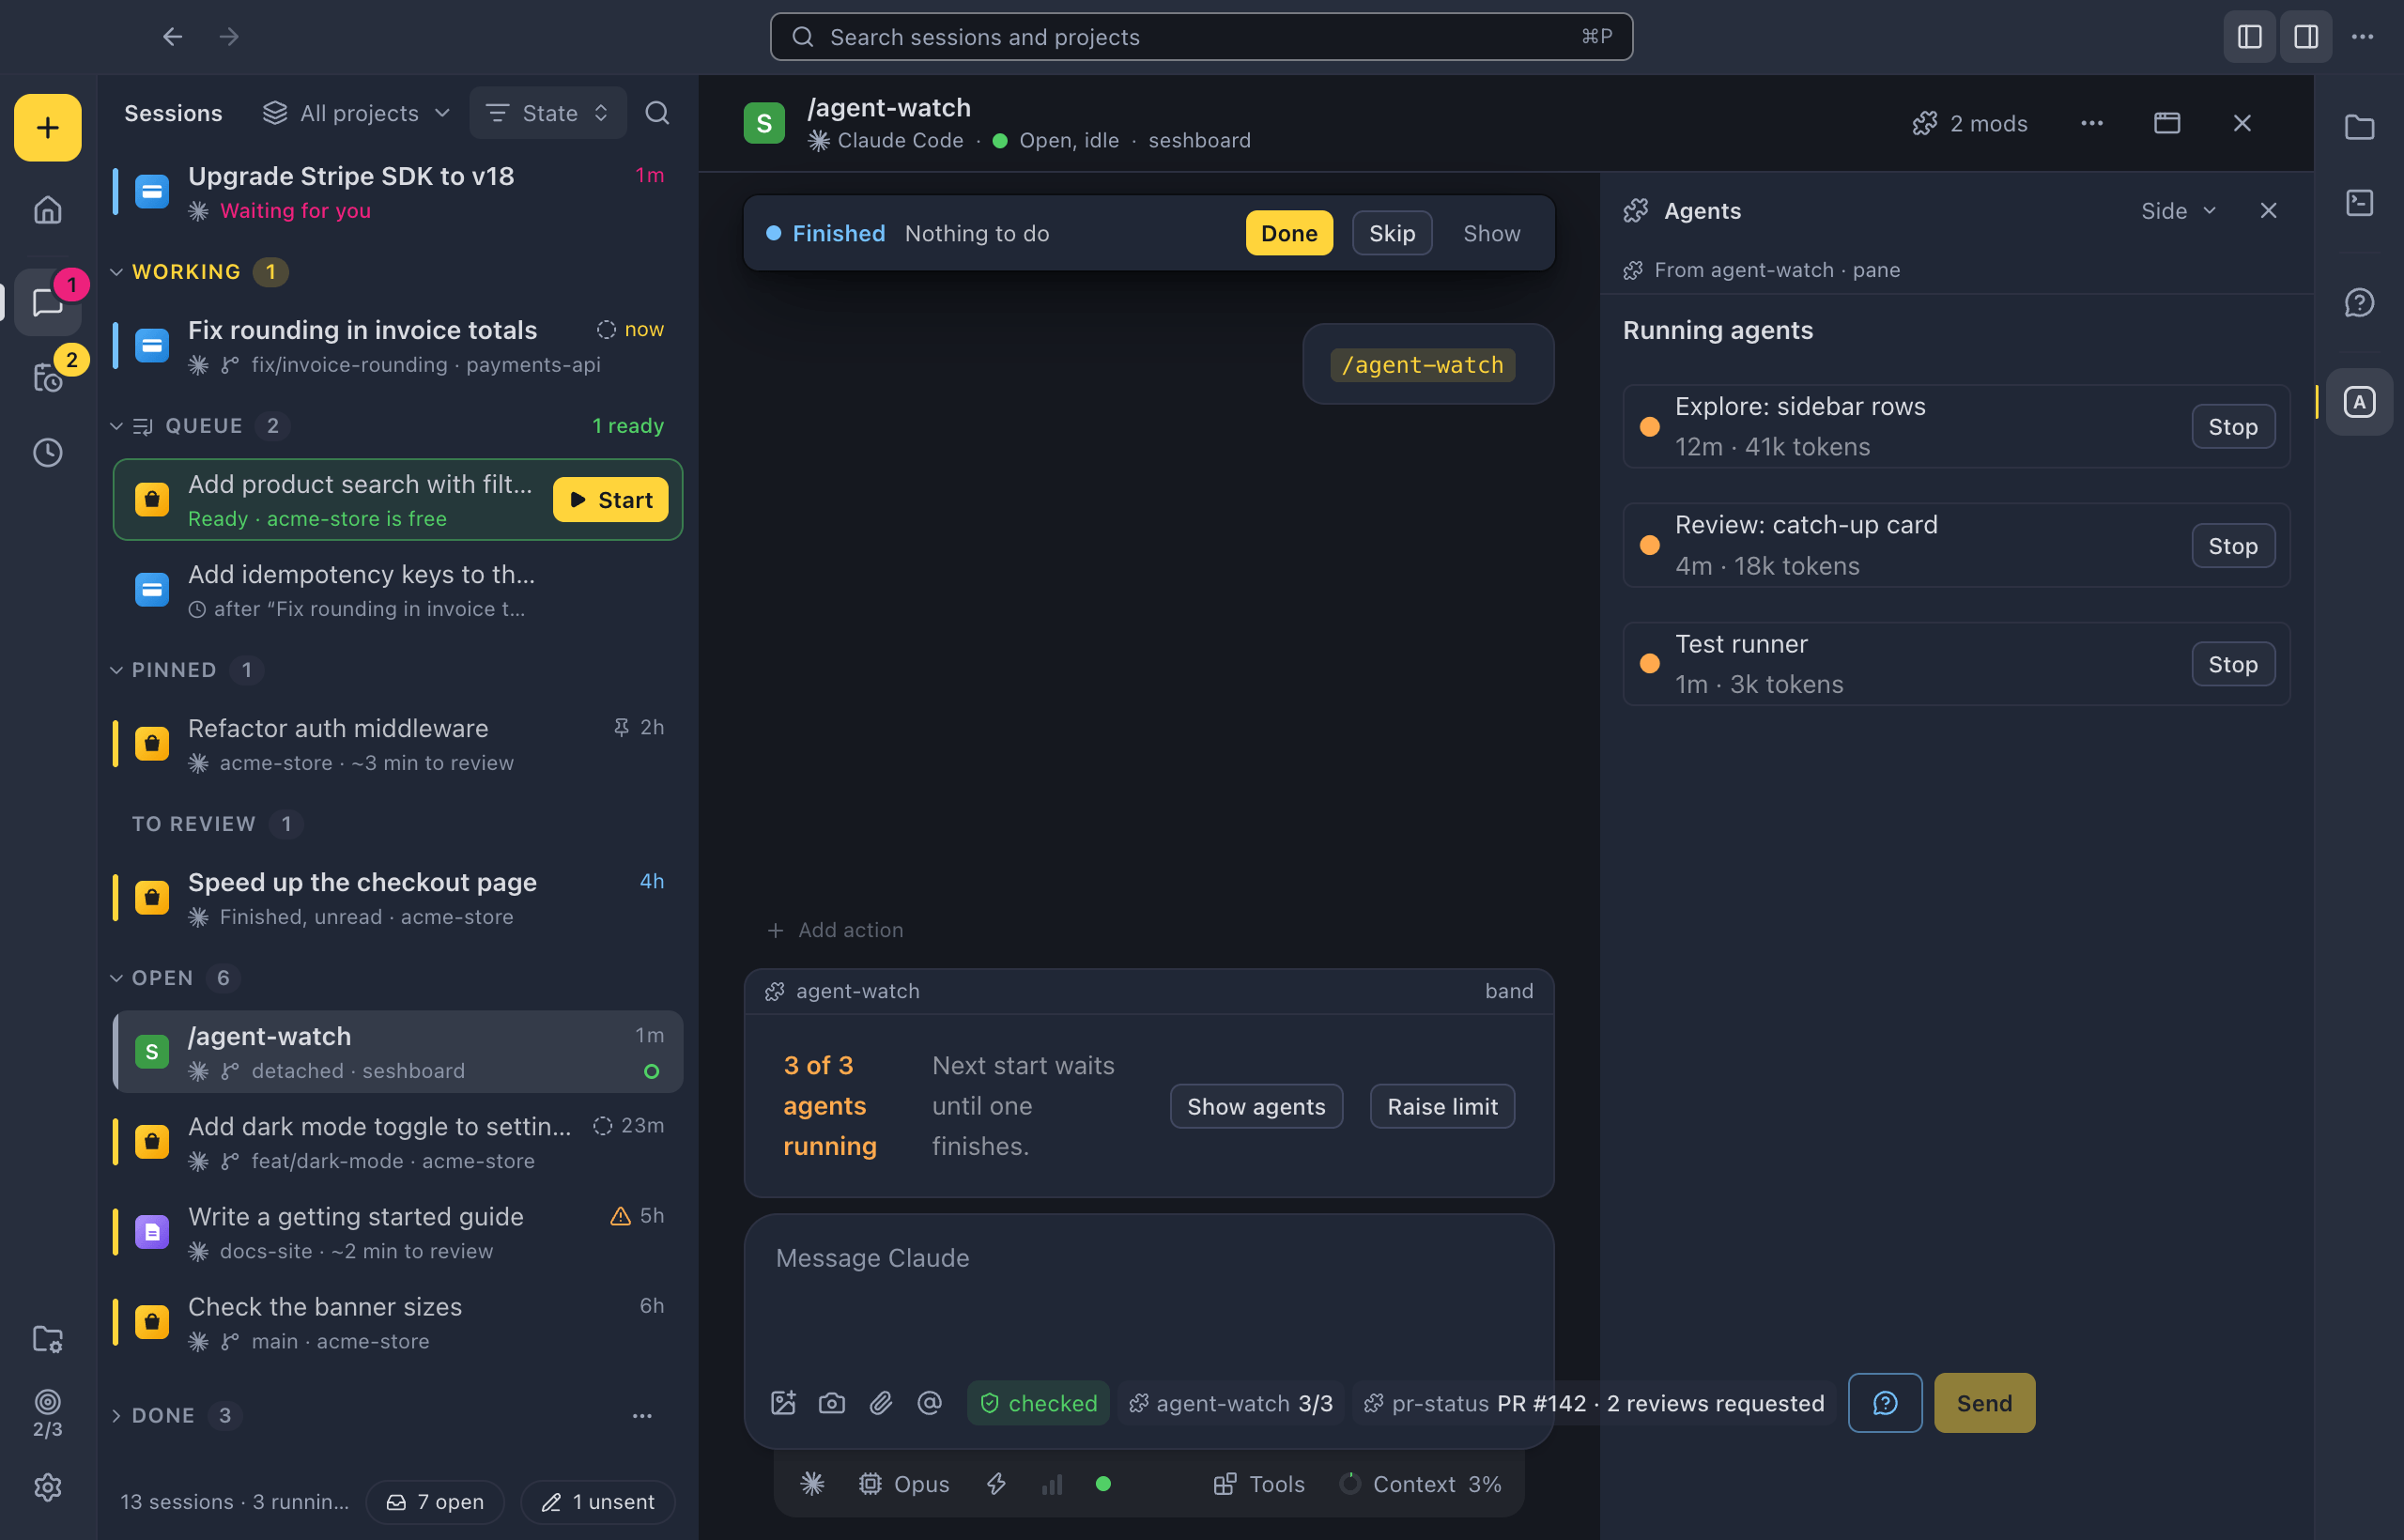 Search sessions and projects ⌘P
Sessions All projects State
Upgrade Stripe SDK to v18 1m
Waiting for you
WORKING 1
Fix rounding in invoice totals now
fix/invoice-rounding · payments-api
QUEUE 2 1 ready
Add product search with filt...
Ready · acme-store is free
Start
Add idempotency keys to th...
after “Fix rounding in invoice t...
PINNED 1
Refactor auth middleware 2h
acme-store · ~3 min to review
TO REVIEW 1
Speed up the checkout page 4h
Finished, unread · acme-store
OPEN 6
S
/agent-watch 1m
detached · seshboard
Add dark mode toggle to settin... 23m
feat/dark-mode · acme-store
Write a getting started guide 5h
docs-site · ~2 min to review
Check the banner sizes 6h
main · acme-store
DONE 3
13 sessions · 3 runnin... 7 open 1 unsent
1
2
2/3
S
/agent-watch
Claude Code · Open, idle · seshboard
2 mods
Finished Nothing to do Done Skip Show
/agent-watch
Add action
agent-watch band
3 of 3
agents
running
Next start waits
until one
finishes.
Show agents Raise limit
Message Claude
checked agent-watch 3/3 pr-status PR #142 · 2 reviews requested Send
Opus Tools Context 3%
Agents Side
From agent-watch · pane
Running agents
Explore: sidebar rows
12m · 41k tokens
Stop
Review: catch-up card
4m · 18k tokens
Stop
Test runner
1m · 3k tokens
Stop
A